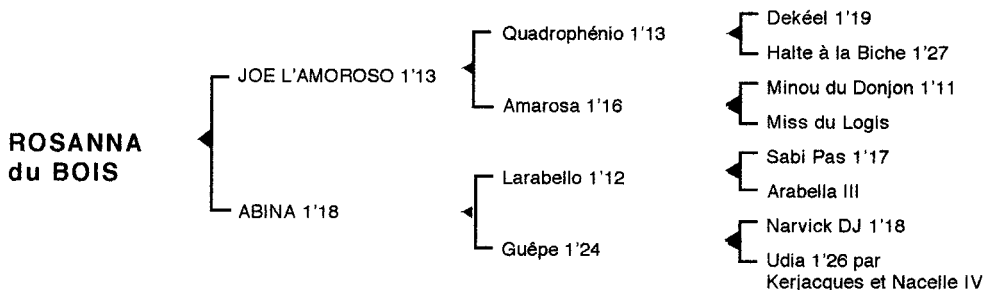 ROSANNA
du BOIS
JOE L'AMOROSO 1'13
ABINA 1'18
Quadrophénio 1'13
Amarosa 1'16
Larabello 1'12
Guêpe 1'24
Dekéel 1'19
Halte à la Biche 1'27
Minou du Donjon 1'11
Miss du Logis
Sabi Pas 1'17
Arabella III
Narvick DJ 1'18
Udia 1'26 par
Kerjacques et Nacelle IV